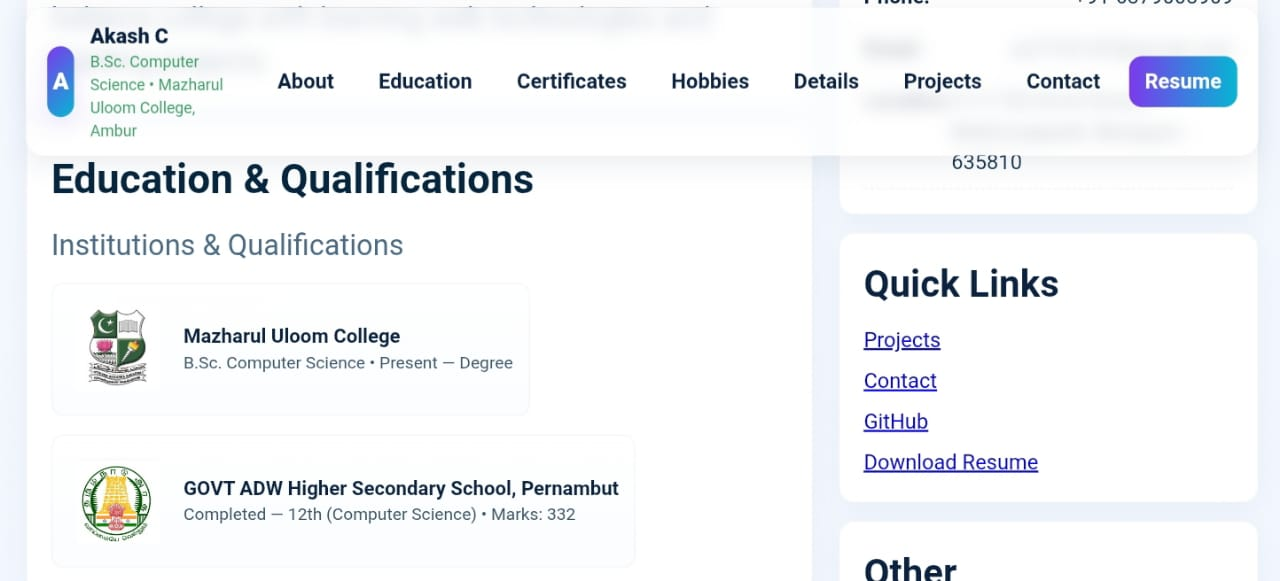 Akash C
A
B.Sc. Computer
Science • Mazharul
Uloom College,
Ambur
About
Education
Certificates
Hobbies
Details
Projects
Contact
Resume
Education & Qualifications
Institutions & Qualifications
Mazharul Uloom College
B.Sc. Computer Science • Present — Degree
GOVT ADW Higher Secondary School, Pernambut
Completed — 12th (Computer Science) • Marks: 332
635810
Quick Links
Projects
Contact
GitHub
Download Resume
Other